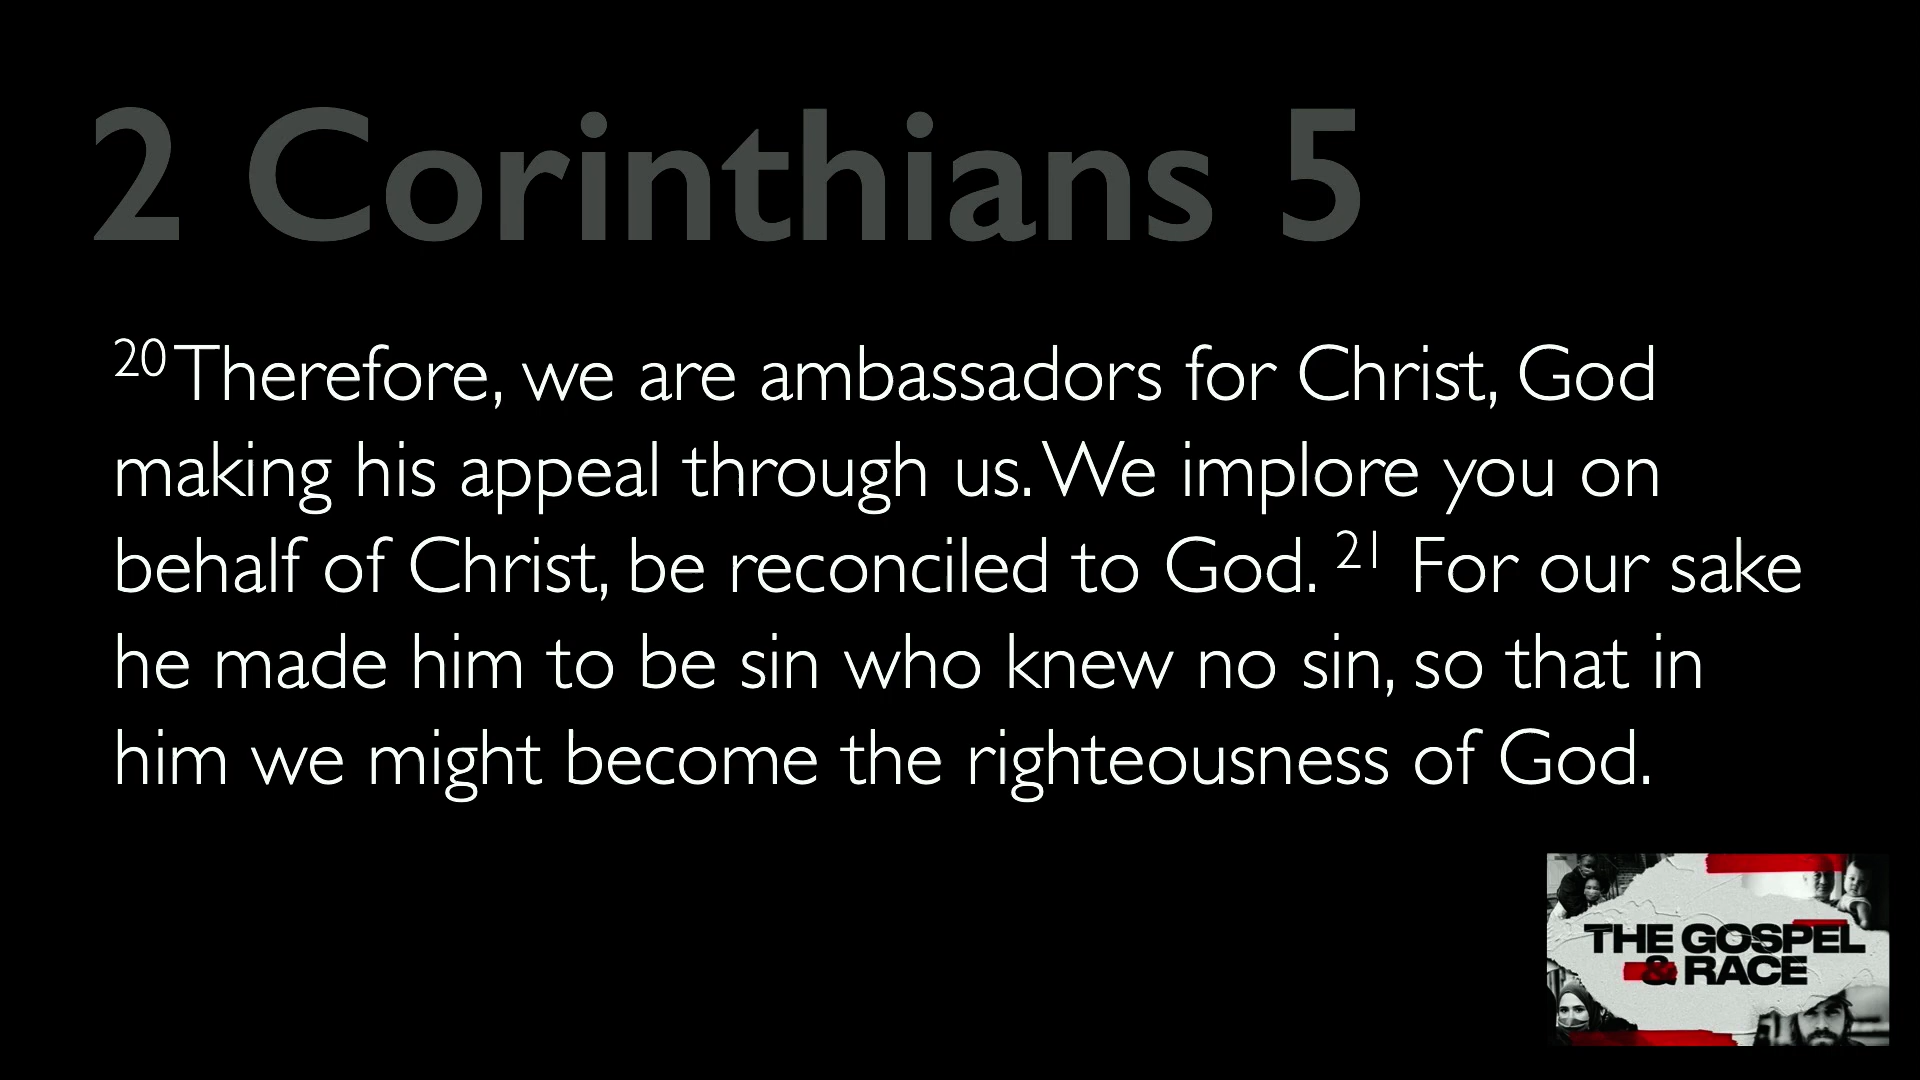 2 Corinthians 5
20 Therefore, we are ambassadors for Christ, God
making his appeal through us. We implore you on
behalf of Christ, be reconciled to God. 21 For our sake
he made him to be sin who knew no sin, so that in
him we might become the righteousness of God.
THE GOSPEL
& RACE